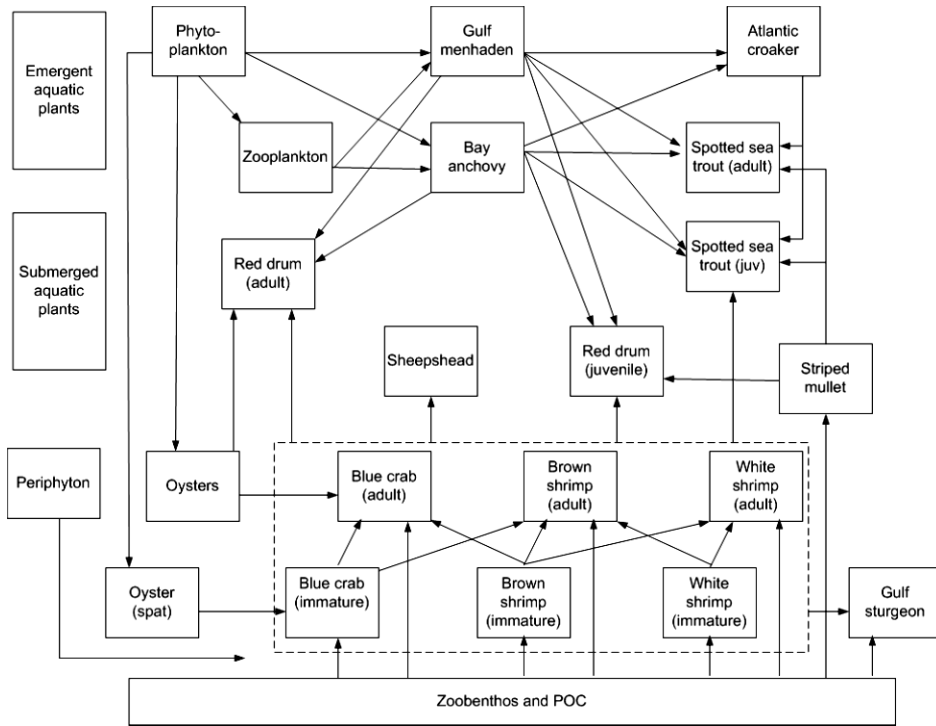 Phyto-
plankton
Gulf
menhaden
Atlantic
croaker
Emergent
aquatic
plants
Zooplankton
Bay
anchovy
Spotted sea
trout (adult)
Submerged
aquatic
plants
Red drum
(adult)
Spotted sea
trout (juv)
Sheepshead
Red drum
(juvenile)
Striped
mullet
Periphyton
Oysters
Blue crab
(adult)
Brown
shrimp
(adult)
White
shrimp
(adult)
Oyster
(spat)
Blue crab
(immature)
Brown
shrimp
(immature)
White
shrimp
(immature)
Gulf
sturgeon
Zoobenthos and POC